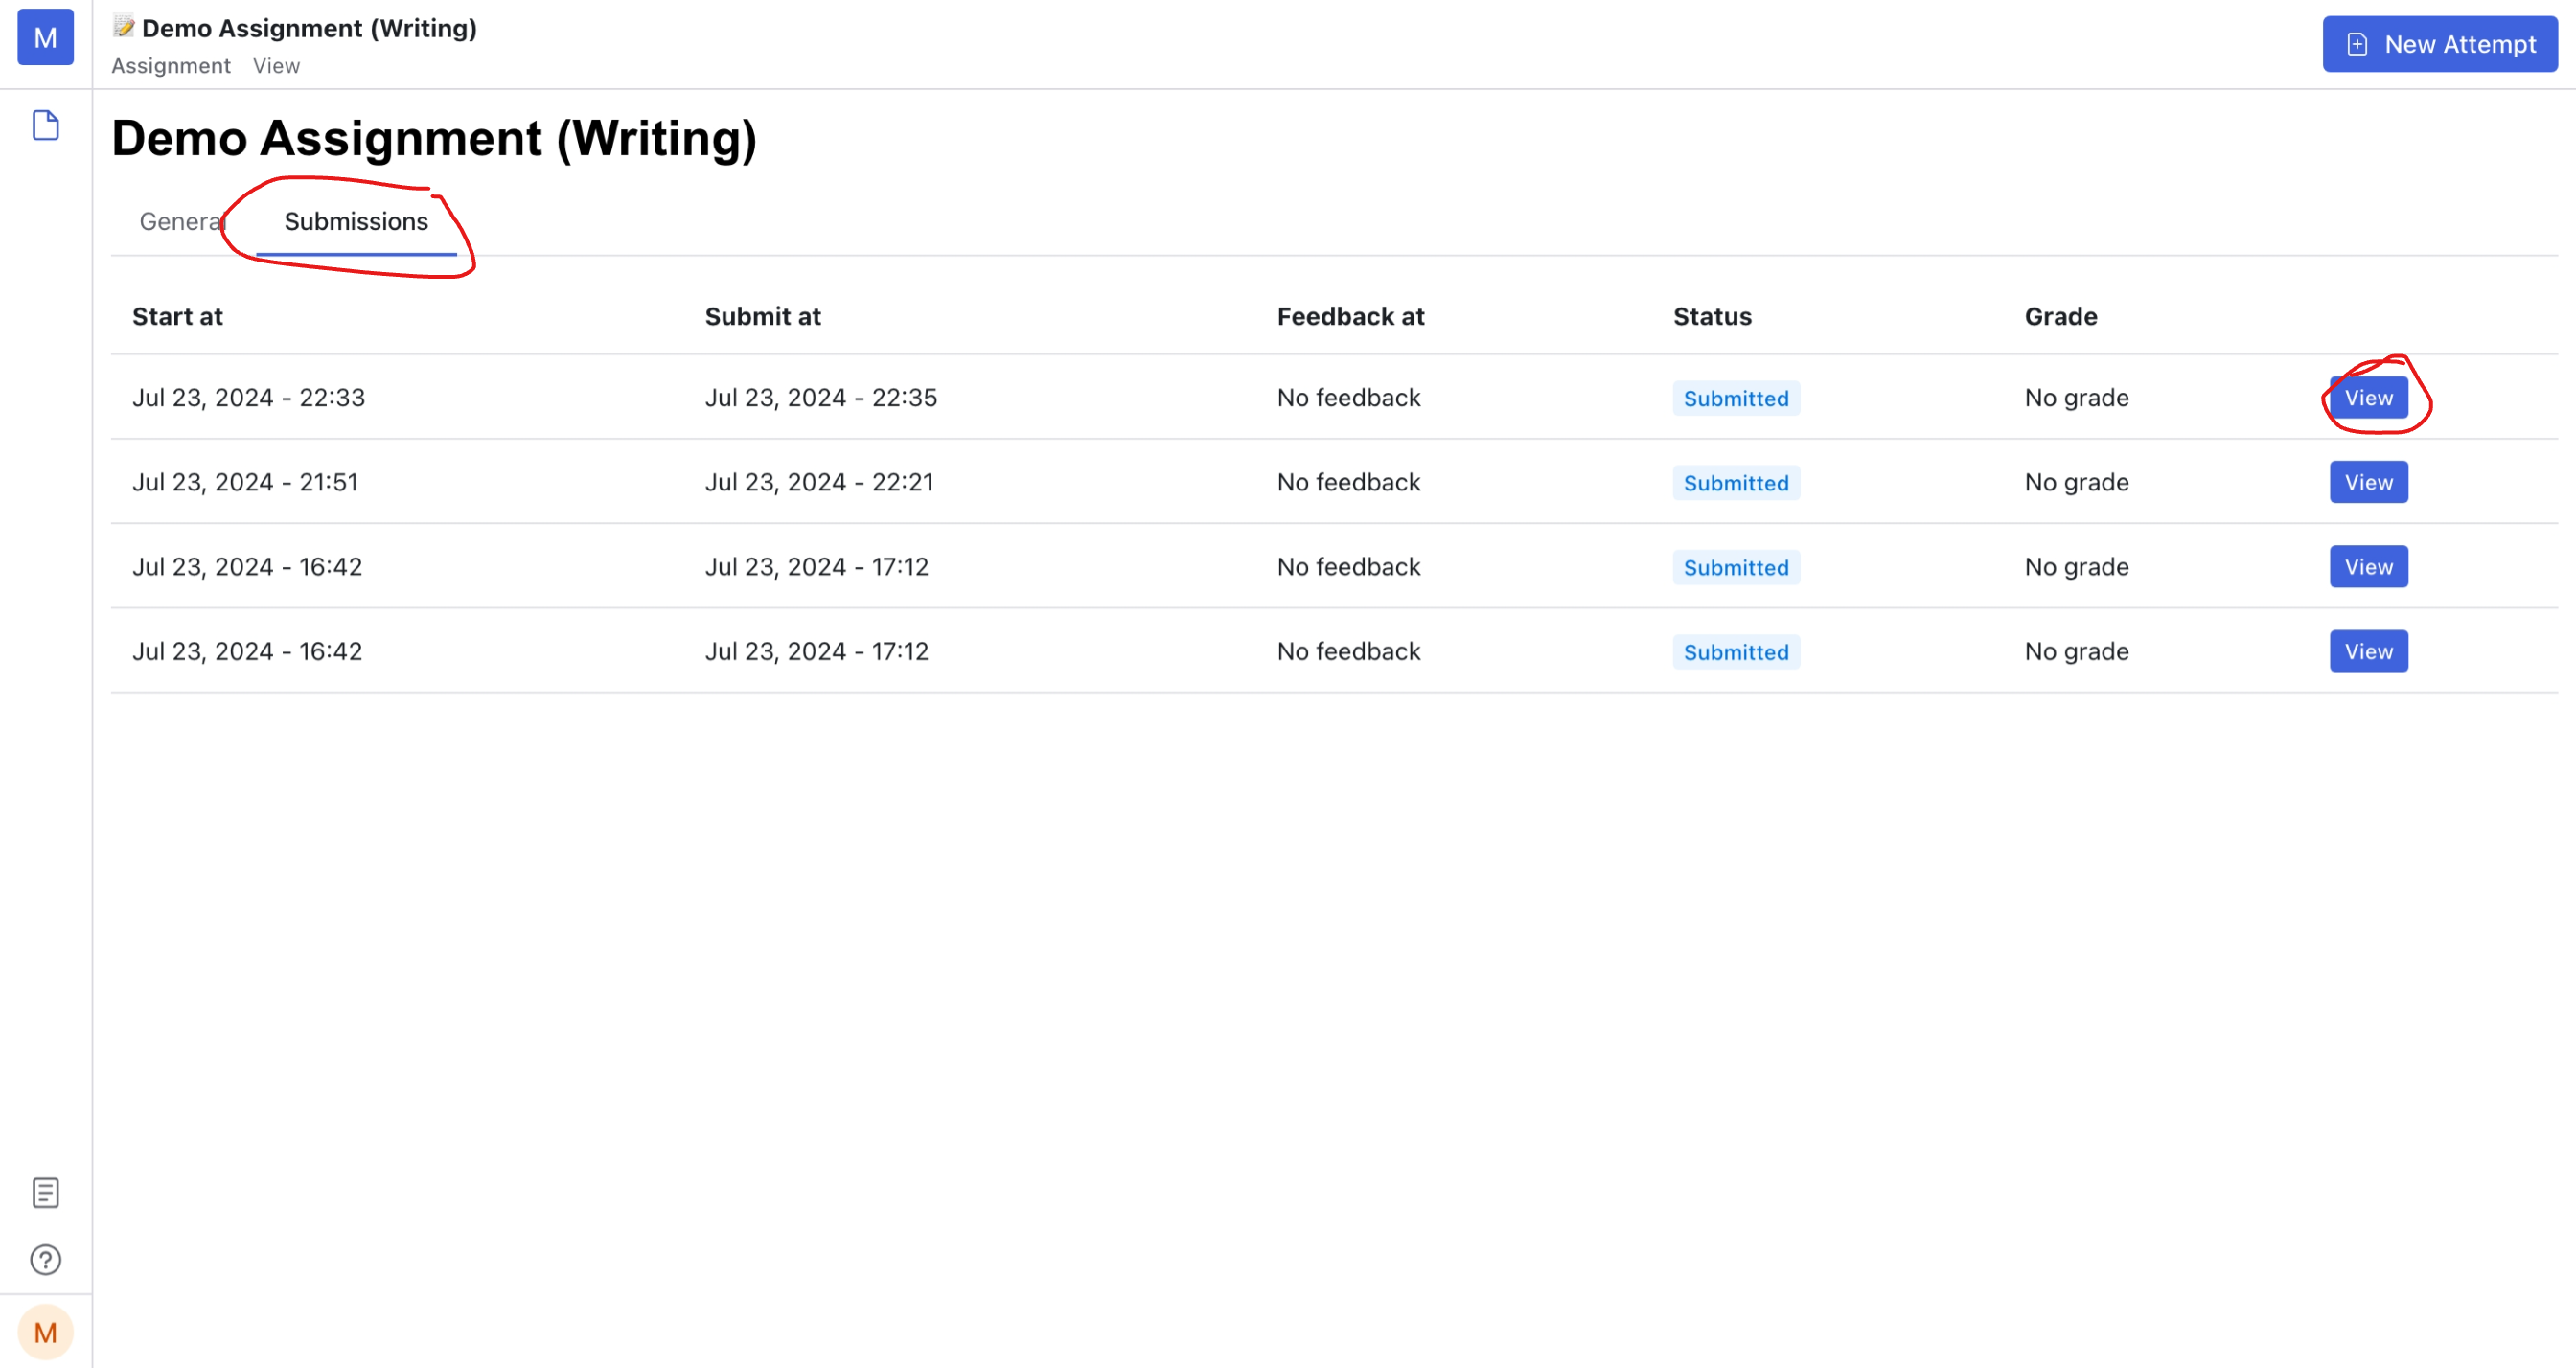 M
Demo Assignment (Writing)
Assignment View
New Attempt
Demo Assignment (Writing)
General Submissions
Start at Submit at Feedback at Status Grade
Jul 23, 2024 - 22:33 Jul 23, 2024 - 22:35 No feedback Submitted No grade View
Jul 23, 2024 - 21:51 Jul 23, 2024 - 22:21 No feedback Submitted No grade View
Jul 23, 2024 - 16:42 Jul 23, 2024 - 17:12 No feedback Submitted No grade View
Jul 23, 2024 - 16:42 Jul 23, 2024 - 17:12 No feedback Submitted No grade View
M